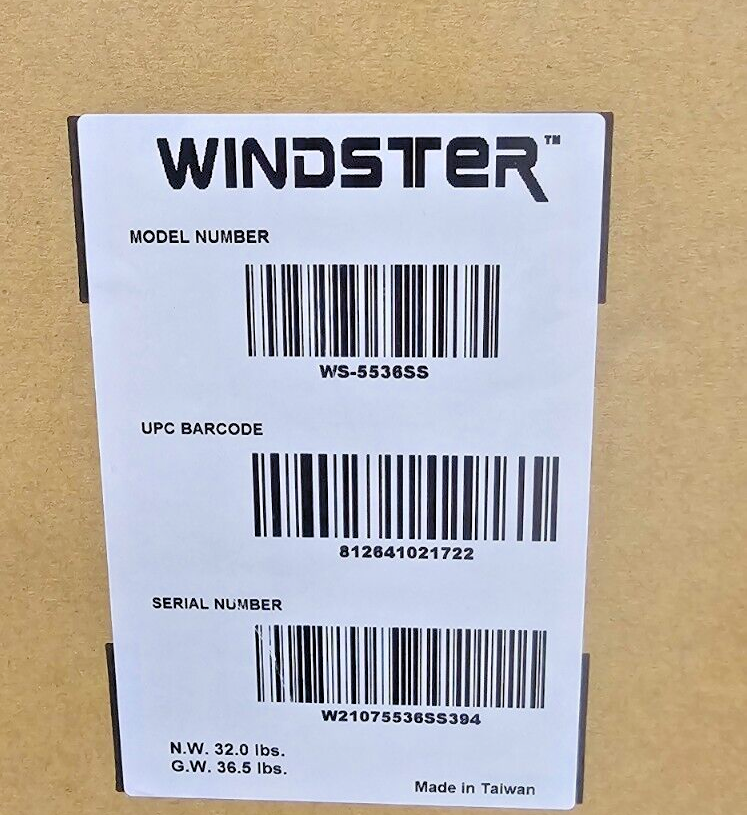 WINDSTER™
MODEL NUMBER
WS-5536SS
UPC BARCODE
812641021722
SERIAL NUMBER
W21075536SS394
N.W. 32.0 lbs.
G.W. 36.5 lbs.
Made in Taiwan